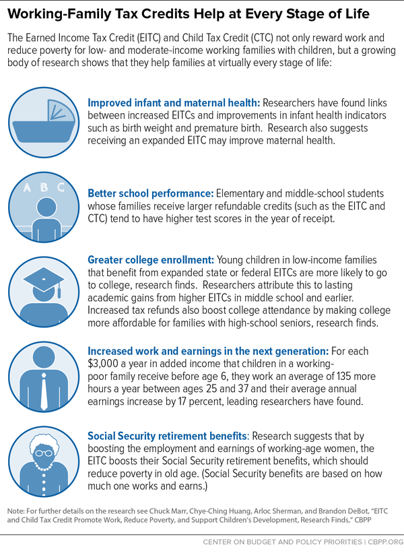 Working-Family Tax Credits Help at Every Stage of Life
The Earned Income Tax Credit (EITC) and Child Tax Credit (CTC) not only reward work and
reduce poverty for low- and moderate-income working families with children, but a growing
body of research shows that they help families at virtually every stage of life:
Improved infant and maternal health: Researchers have found links
between increased EITCs and improvements in infant health indicators
such as birth weight and premature birth. Research also suggests
receiving an expanded EITC may improve maternal health.
A B C
Better school performance: Elementary and middle-school students
whose families receive larger refundable credits (such as the EITC and
CTC) tend to have higher test scores in the year of receipt.
Greater college enrollment: Young children in low-income families
that benefit from expanded state or federal EITCs are more likely to go
to college, research finds. Researchers attribute this to lasting
academic gains from higher EITCs in middle school and earlier.
Increased tax refunds also boost college attendance by making college
more affordable for families with high-school seniors, research finds.
Increased work and earnings in the next generation: For each
$3,000 a year in added income that children in a working-
poor family receive before age 6, they work an average of 135 more
hours a year between ages 25 and 37 and their average annual
earnings increase by 17 percent, leading researchers have found.
Social Security retirement benefits: Research suggests that by
boosting the employment and earnings of working-age women, the
EITC boosts their Social Security retirement benefits, which should
reduce poverty in old age. (Social Security benefits are based on how
much one works and earns.)
Note: For further details on the research see Chuck Marr, Chye-Ching Huang, Arloc Sherman, and Brandon DeBot, "EITC
and Child Tax Credit Promote Work, Reduce Poverty, and Support Children's Development, Research Finds," CBPP
CENTER ON BUDGET AND POLICY PRIORITIES | CBPP.ORG